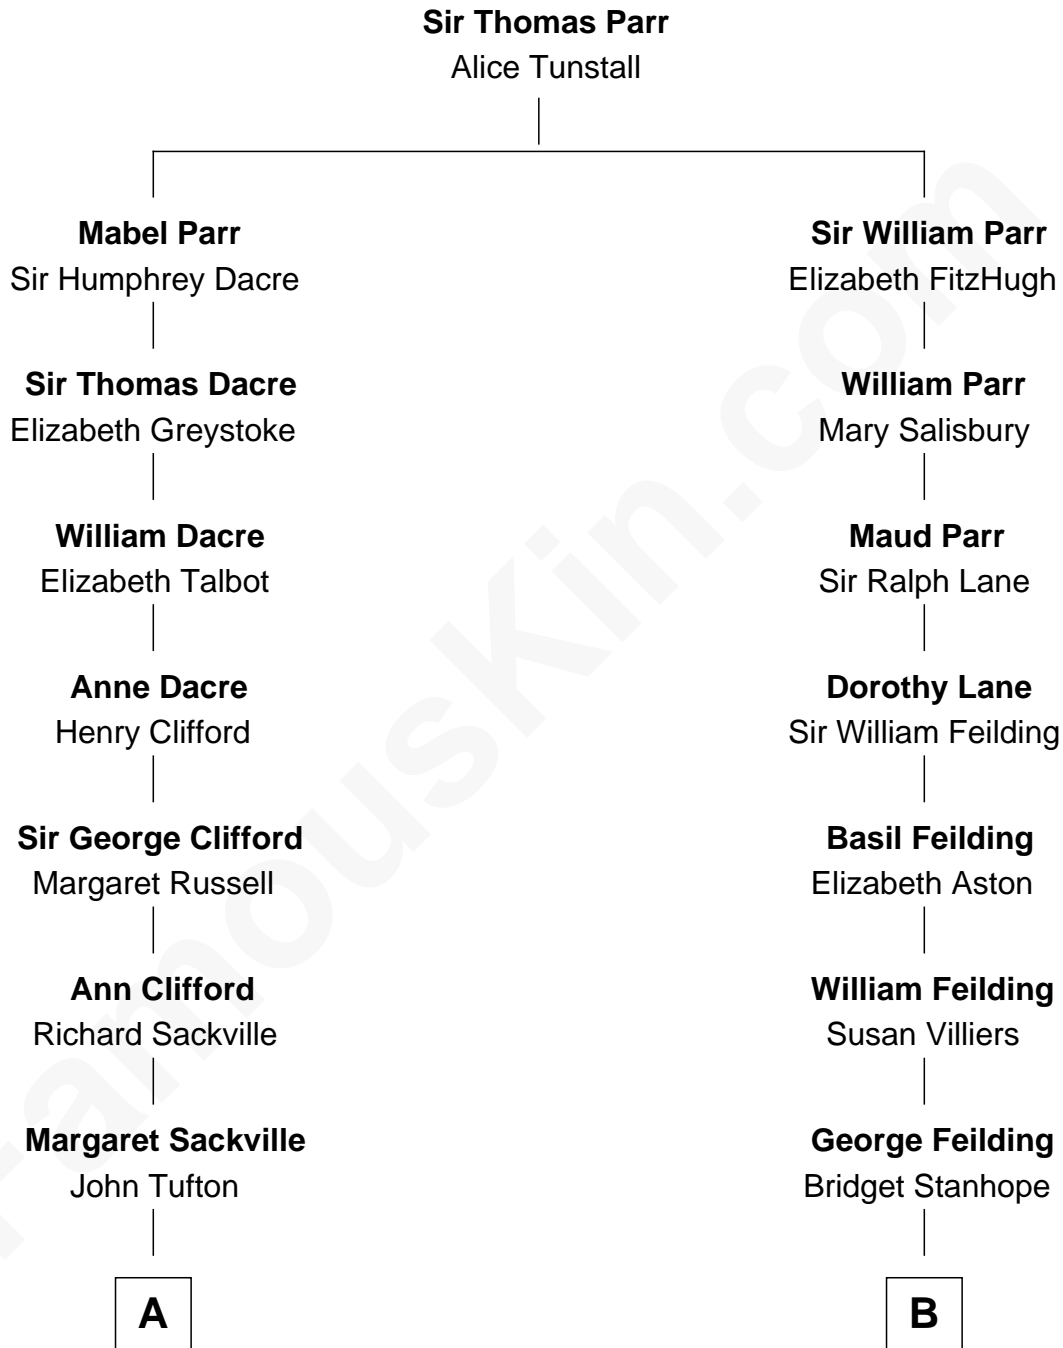 Sir Thomas Parr
Alice Tunstall
Mabel Parr
Sir Humphrey Dacre
Sir William Parr
Elizabeth FitzHugh
Sir Thomas Dacre
Elizabeth Greystoke
William Parr
Mary Salisbury
William Dacre
Elizabeth Talbot
Maud Parr
Sir Ralph Lane
Anne Dacre
Henry Clifford
Dorothy Lane
Sir William Feilding
Sir George Clifford
Margaret Russell
Basil Feilding
Elizabeth Aston
Ann Clifford
Richard Sackville
William Feilding
Susan Villiers
Margaret Sackville
John Tufton
George Feilding
Bridget Stanhope
A
B
FamousKin.com